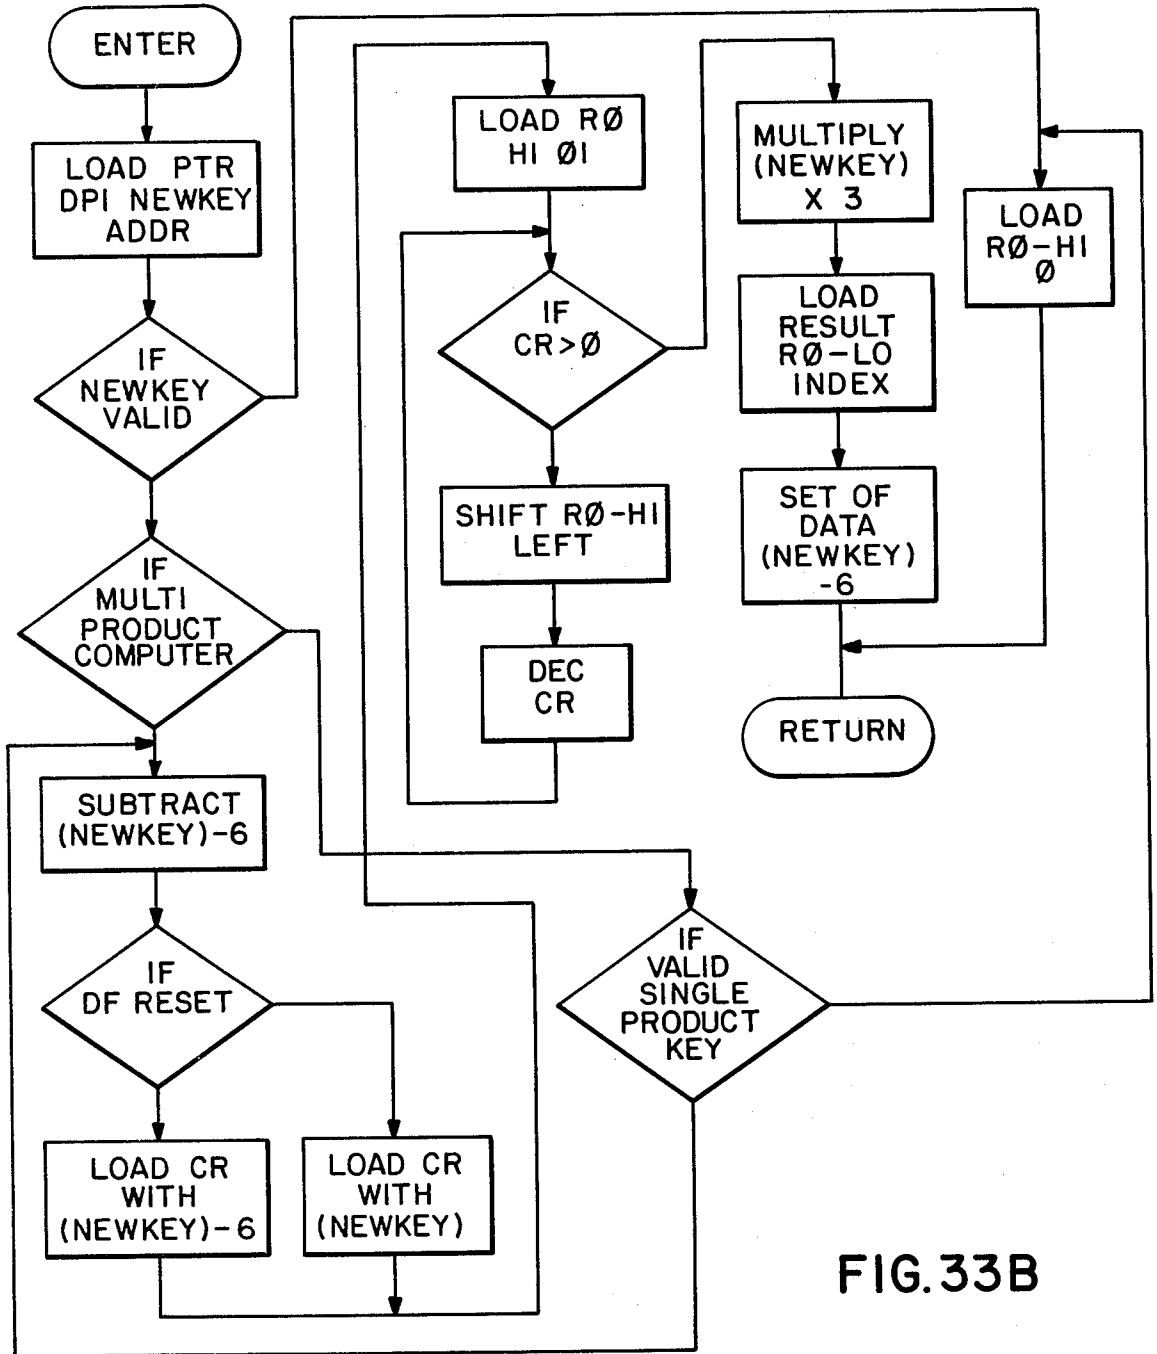 ENTER
LOAD PTR
DPI NEWKEY
ADDR
IF
NEWKEY
VALID
IF
MULTI
PRODUCT
COMPUTER
SUBTRACT
(NEWKEY)-6
IF
DF RESET
LOAD CR
WITH
(NEWKEY)-6
LOAD CR
WITH
(NEWKEY)
LOAD RØ
HI ØI
IF
CR>Ø
SHIFT RØ-HI
LEFT
DEC
CR
MULTIPLY
(NEWKEY)
X 3
LOAD
RESULT
RØ-LO
INDEX
SET OF
DATA
(NEWKEY)
-6
RETURN
LOAD
RØ-HI
Ø
IF
VALID
SINGLE
PRODUCT
KEY
FIG.33B